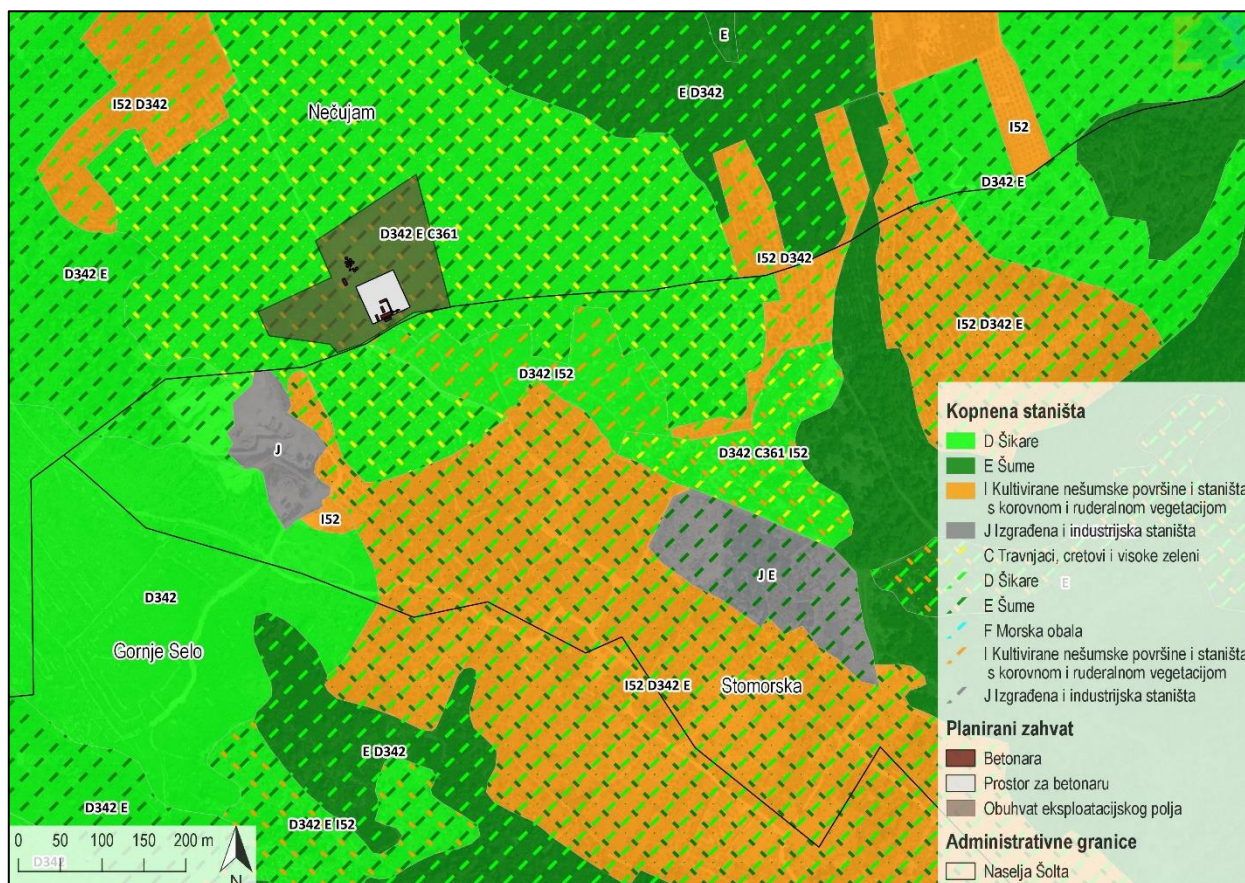 E
E D342
I52 D342
Nečujam
I52
D342 E
D342 E C361
D342 E
I52 D342
I52 D342 E
D342 I52
J
D342 C361 I52
I52
J E
D342
Gornje Selo
I52 D342 E
Stomorska
E D342
D342 E
D342 E I52
D342
E
Kopnena staništa
D Šikare
E Šume
I Kultivirane nešumske površine i staništa
s korovnom i ruderalnom vegetacijom
J Izgrađena i industrijska staništa
C Travnjaci, cretovi i visoke zeleni
D Šikare
E Šume
F Morska obala
I Kultivirane nešumske površine i staništa
s korovnom i ruderalnom vegetacijom
J Izgrađena i industrijska staništa
Planirani zahvat
Betonara
Prostor za betonaru
Obuhvat eksploatacijskog polja
Administrativne granice
Naselja Šolta
0 50 100 150 200 m
N